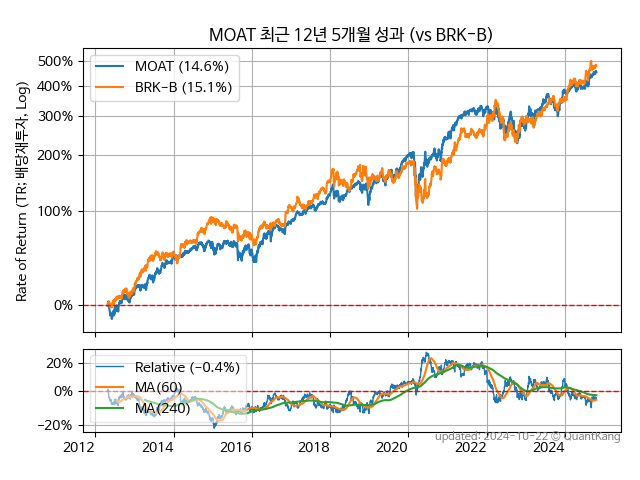 MOAT 최근 12년 5개월 성과 (vs BRK-B)
Rate of Return (TR; 배당재투자, Log)
500%
400%
300%
200%
100%
0%
MOAT (14.6%)
BRK-B (15.1%)
20%
0%
−20%
Relative (−0.4%)
MA(60)
MA(240)
2012 2014 2016 2018 2020 2022 2024
updated: 2024-10-22 © QuantKang